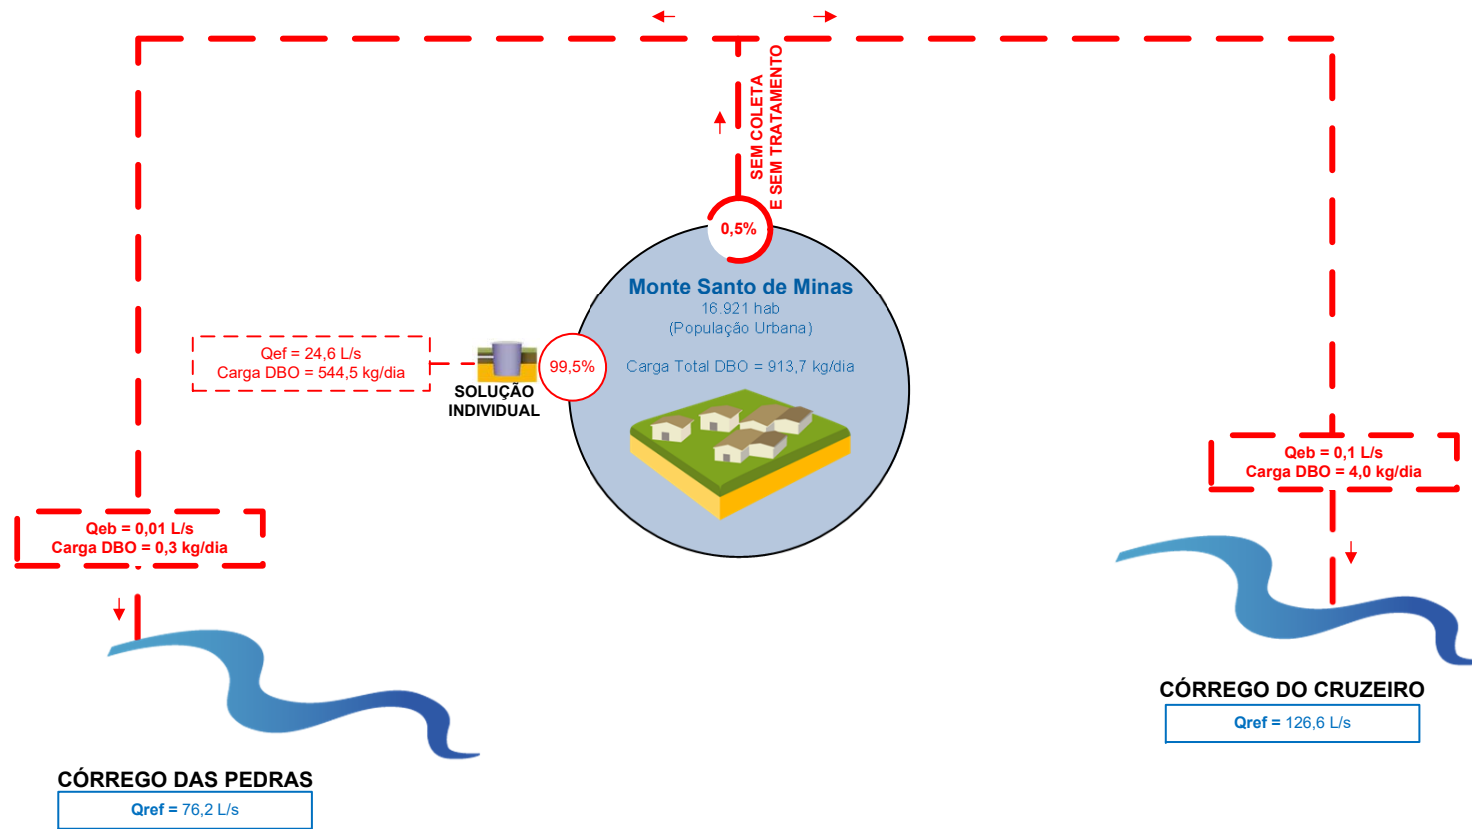 SEM COLETA
E SEM TRATAMENTO
0,5%
Monte Santo de Minas
16.921 hab
(População Urbana)
Carga Total DBO = 913,7 kg/dia
99,5%
SOLUÇÃO
INDIVIDUAL
Qef = 24,6 L/s
Carga DBO = 544,5 kg/dia
Qeb = 0,1 L/s
Carga DBO = 4,0 kg/dia
Qeb = 0,01 L/s
Carga DBO = 0,3 kg/dia
CÓRREGO DO CRUZEIRO
Qref = 126,6 L/s
CÓRREGO DAS PEDRAS
Qref = 76,2 L/s